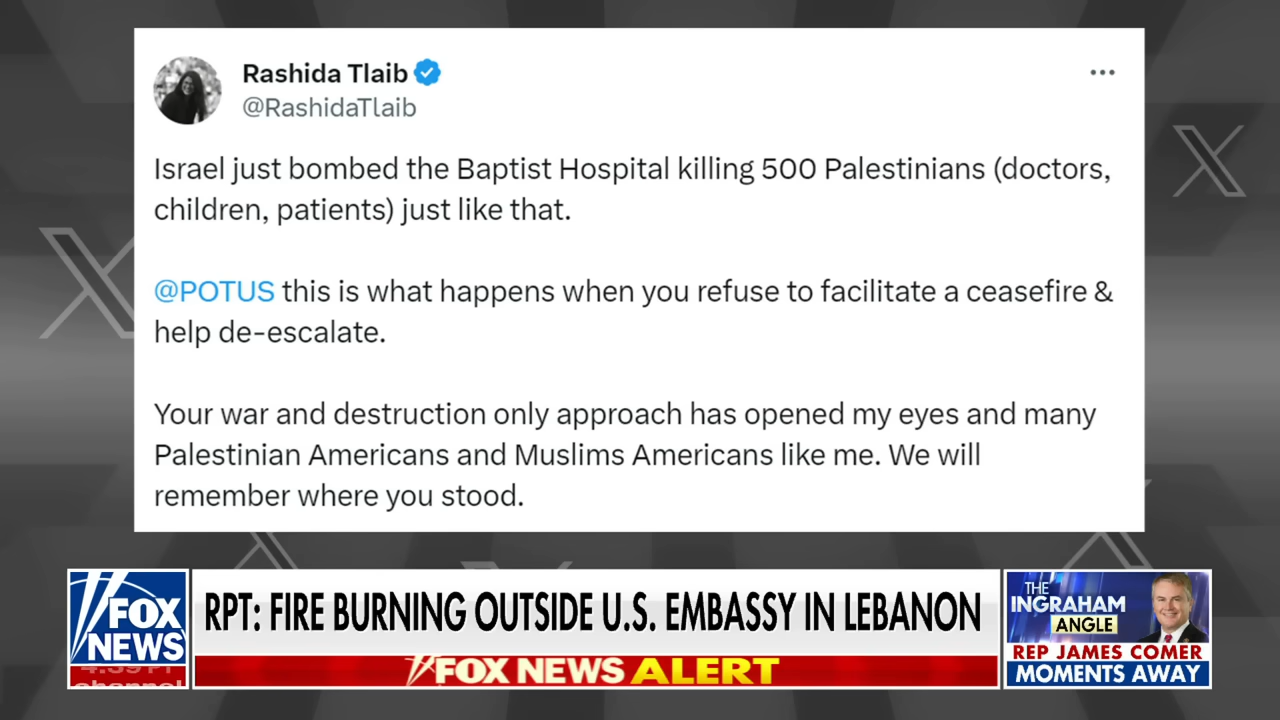 Rashida Tlaib
@RashidaTlaib
Israel just bombed the Baptist Hospital killing 500 Palestinians (doctors,
children, patients) just like that.
@POTUS this is what happens when you refuse to facilitate a ceasefire &
help de-escalate.
Your war and destruction only approach has opened my eyes and many
Palestinian Americans and Muslims Americans like me. We will
remember where you stood.
FOX
NEWS
channel
RPT: FIRE BURNING OUTSIDE U.S. EMBASSY IN LEBANON
FOX NEWS ALERT
THE
INGRAHAM
ANGLE
REP JAMES COMER
MOMENTS AWAY